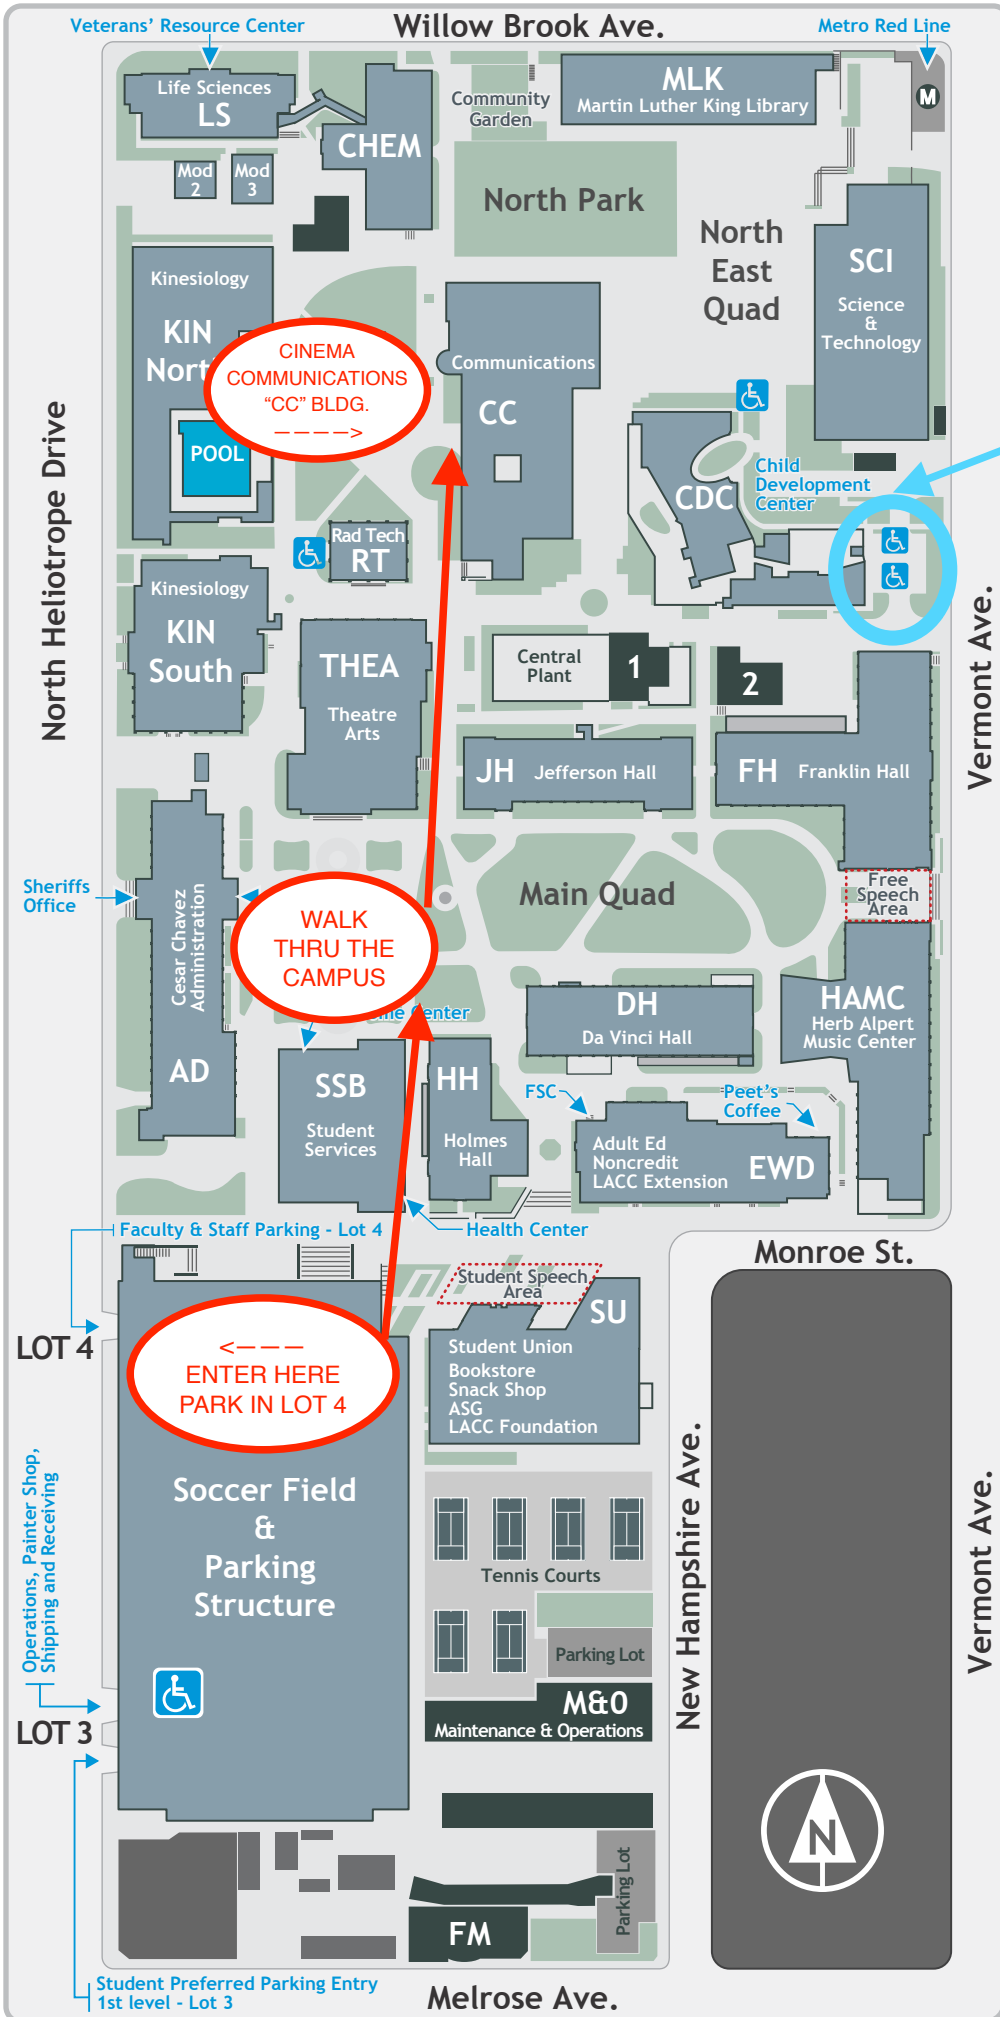 Veterans’ Resource Center
Willow Brook Ave.
Metro Red Line
M
Life Sciences
LS
CHEM
Community
Garden
MLK
Martin Luther King Library
Mod
2
Mod
3
North Park
North
East
Quad
SCI
Science
&
Technology
Kinesiology
KIN
POOL
CINEMA
COMMUNICATIONS
“CC” BLDG.
– – – – >
Communications
CC
CDC
Child
Development
Center
Rad Tech
RT
North Heliotrope Drive
Vermont Ave.
Kinesiology
KIN
South
THEA
Theatre
Arts
Central
Plant
1
2
JH Jefferson Hall
FH Franklin Hall
Sheriffs
Office
Cesar Chavez
Administration
AD
Main Quad
Free
Speech
Area
WALK
THRU THE
CAMPUS
Center
DH
Da Vinci Hall
HAMC
Herb Alpert
Music Center
SSB
Student
Services
HH
Holmes
Hall
FSC
Peet’s
Coffee
Adult Ed
Noncredit
LACC Extension
EWD
Faculty & Staff Parking - Lot 4
Health Center
Monroe St.
LOT 4
<– – –
ENTER HERE
PARK IN LOT 4
Student Speech
Area
SU
Student Union
Bookstore
Snack Shop
ASG
LACC Foundation
Operations, Painter Shop,
Shipping and Receiving
Soccer Field
&
Parking
Structure
Tennis Courts
Parking Lot
New Hampshire Ave.
Vermont Ave.
LOT 3
M&O
Maintenance & Operations
N
Parking Lot
FM
Student Preferred Parking Entry
1st level - Lot 3
Melrose Ave.